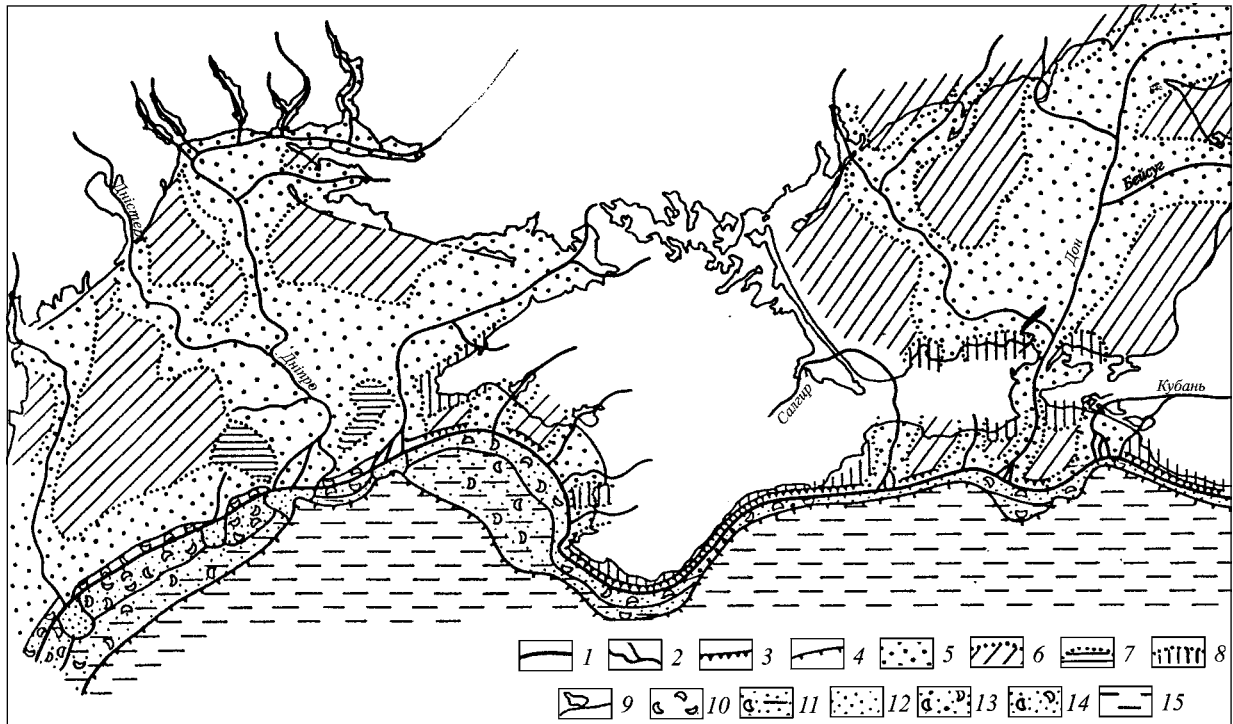 Дністер
Бейсуг
Дон
Дніпро
Кубань
Салгир
1 2 3 4 5 6 7 8
9 10 11 12 13 14 15